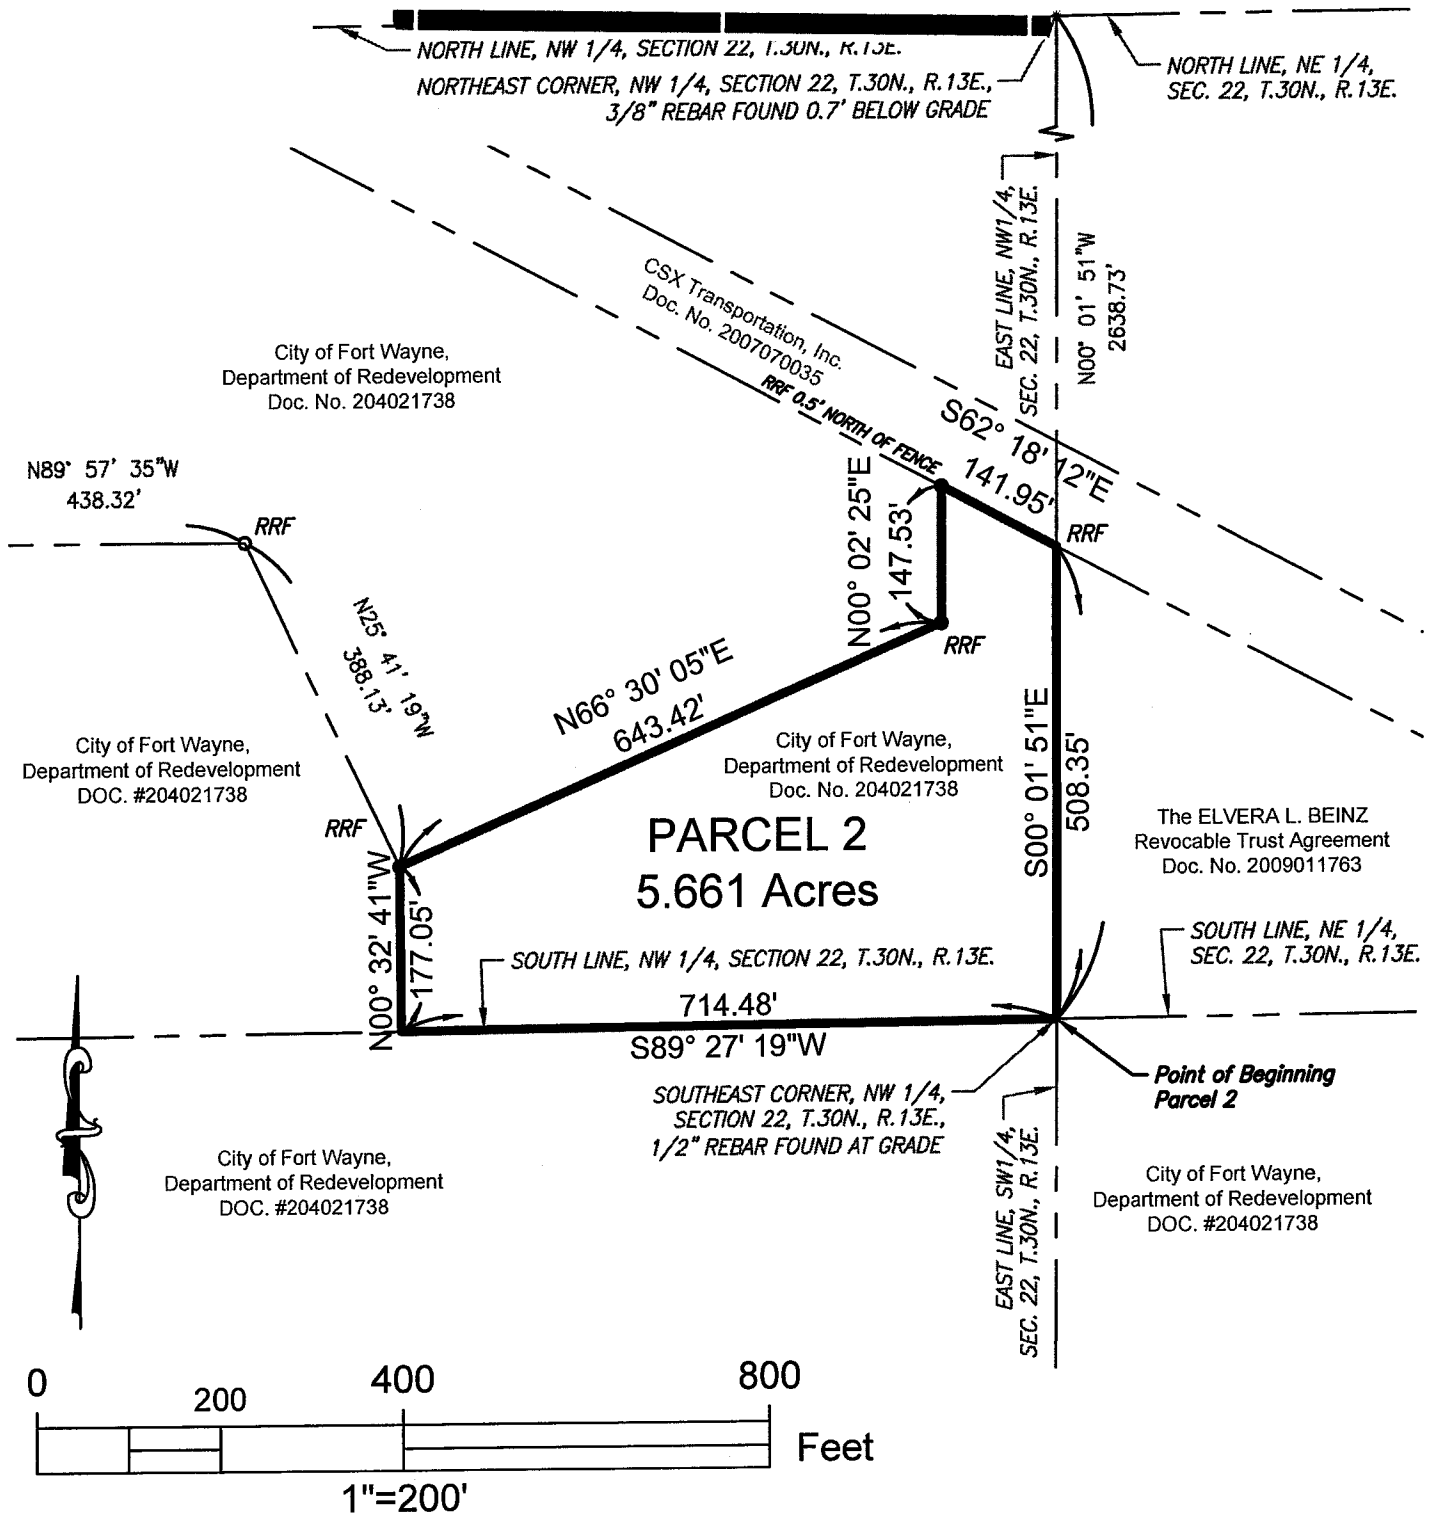 NORTH LINE, NW 1/4, SECTION 22, T.30N., R.13E.
NORTHEAST CORNER, NW 1/4, SECTION 22, T.30N., R.13E.,
3/8" REBAR FOUND 0.7' BELOW GRADE
NORTH LINE, NE 1/4,
SEC. 22, T.30N., R.13E.
EAST LINE, NW1/4,
SEC. 22, T.30N., R.13E.
N00° 01' 51"W
2638.73'
CSX Transportation, Inc.
Doc. No. 2007070035
RRF 0.5' NORTH OF FENCE
S62° 18' 12"E
141.95'
City of Fort Wayne,
Department of Redevelopment
Doc. No. 204021738
N89° 57' 35"W
438.32'
RRF
N25° 41' 19"W
388.13'
N00° 02' 25"E
147.53'
RRF
RRF
N66° 30' 05"E
643.42'
City of Fort Wayne,
Department of Redevelopment
DOC. #204021738
City of Fort Wayne,
Department of Redevelopment
Doc. No. 204021738
PARCEL 2
5.661 Acres
S00° 01' 51"E
508.35'
The ELVERA L. BEINZ
Revocable Trust Agreement
Doc. No. 2009011763
RRF
N00° 32' 41"W
177.05'
SOUTH LINE, NW 1/4, SECTION 22, T.30N., R.13E.
SOUTH LINE, NE 1/4,
SEC. 22, T.30N., R.13E.
714.48'
S89° 27' 19"W
SOUTHEAST CORNER, NW 1/4,
SECTION 22, T.30N., R.13E.,
1/2" REBAR FOUND AT GRADE
Point of Beginning
Parcel 2
EAST LINE, SW1/4,
SEC. 22, T.30N., R.13E.
City of Fort Wayne,
Department of Redevelopment
DOC. #204021738
City of Fort Wayne,
Department of Redevelopment
DOC. #204021738
0
200
400
800
Feet
1"=200'